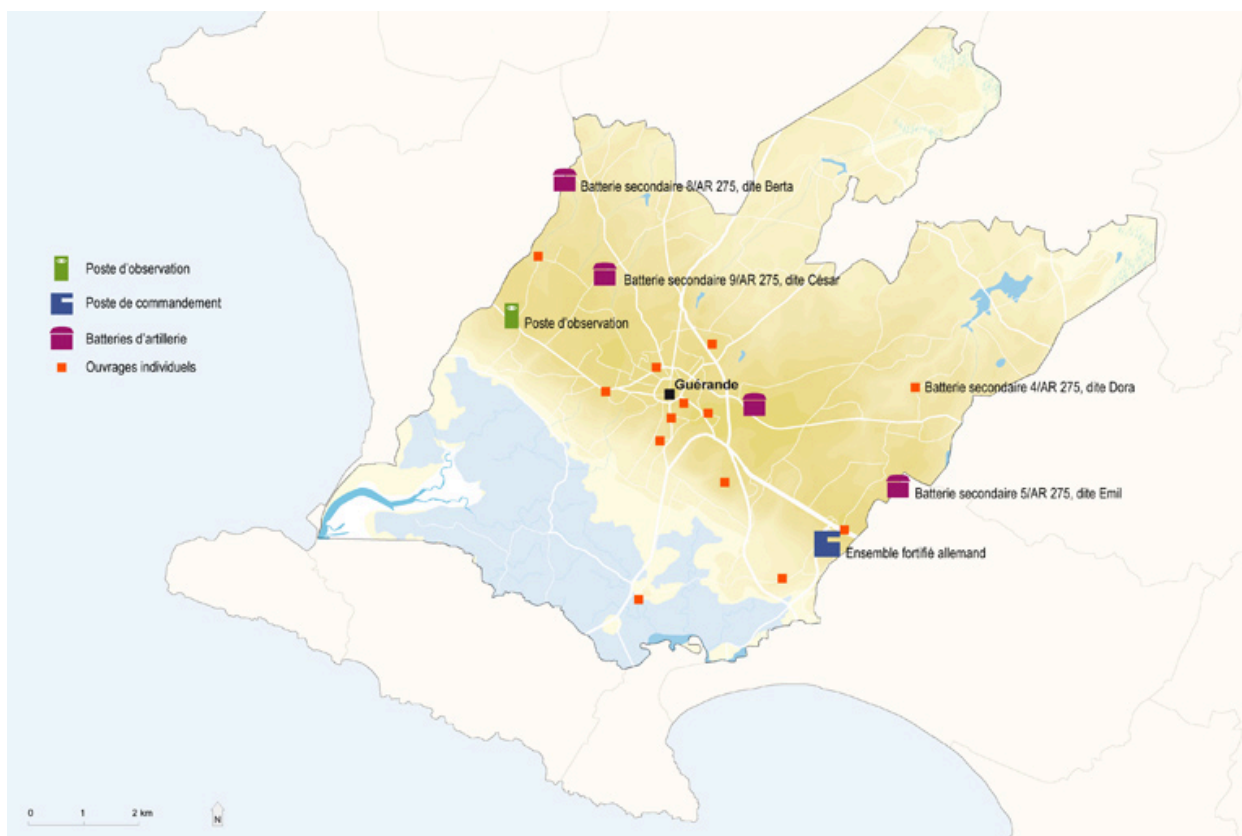 Batterie secondaire 8/AR 275, dite Berta
Poste d'observation
Poste de commandement
Batteries d'artillerie
Ouvrages individuels
Batterie secondaire 9/AR 275, dite César
Poste d'observation
Guérande
Batterie secondaire 4/AR 275, dite Dora
Batterie secondaire 5/AR 275, dite Emil
Ensemble fortifié allemand
0 1 2 km
N